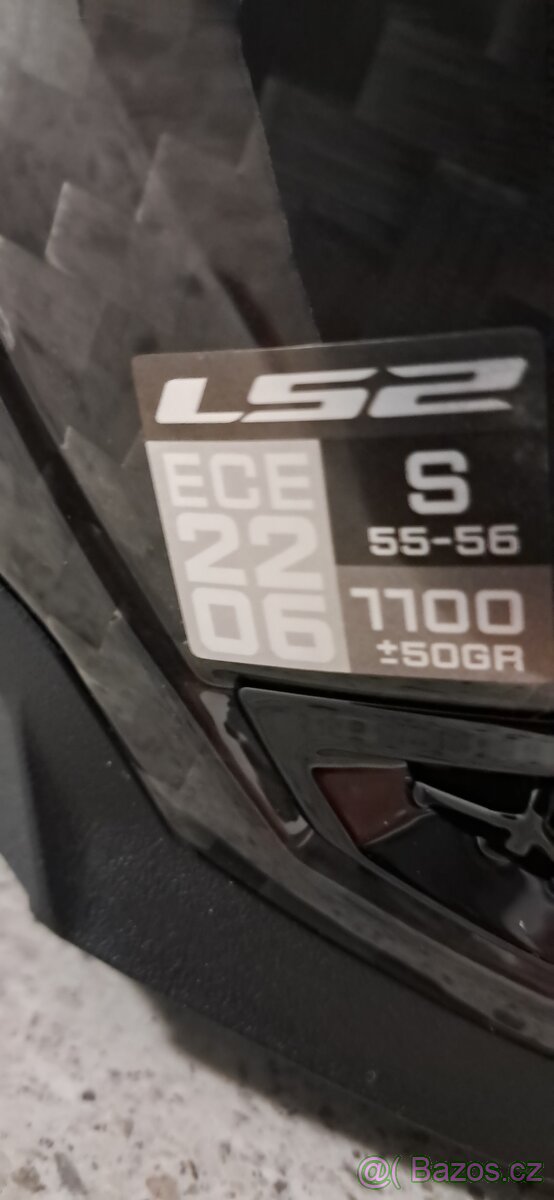 LS2
ECE
22
06
S
55-56
1100
±50GR
@( Bazos.cz